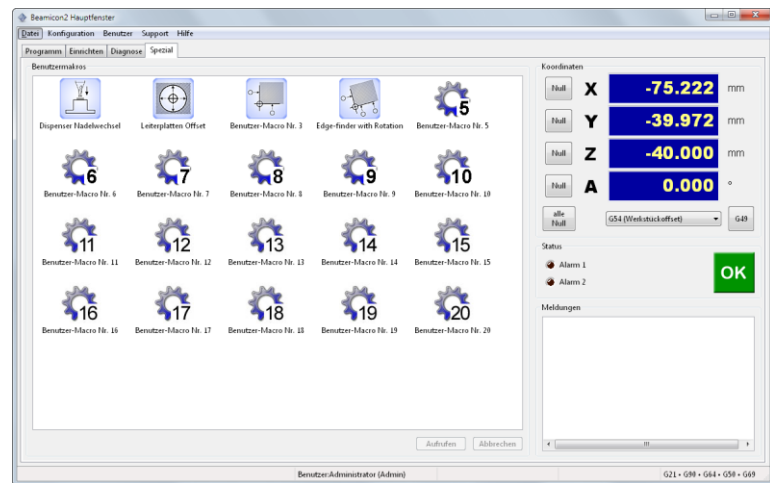 Beamicon2 Hauptfenster
Datei Konfiguration Benutzer Support Hilfe
Programm Einrichten Diagnose Spezial
Benutzermakros
Dispenser Nadelwechsel Leiterplatten Offset Benutzer-Macro Nr. 3 Edge-finder with Rotation Benutzer-Macro Nr. 5
5
6 7 8 9 10
Benutzer-Macro Nr. 6 Benutzer-Macro Nr. 7 Benutzer-Macro Nr. 8 Benutzer-Macro Nr. 9 Benutzer-Macro Nr. 10
11 12 13 14 15
Benutzer-Macro Nr. 11 Benutzer-Macro Nr. 12 Benutzer-Macro Nr. 13 Benutzer-Macro Nr. 14 Benutzer-Macro Nr. 15
16 17 18 19 20
Benutzer-Macro Nr. 16 Benutzer-Macro Nr. 17 Benutzer-Macro Nr. 18 Benutzer-Macro Nr. 19 Benutzer-Macro Nr. 20
Aufrufen Abbrechen
Koordinaten
Null X -75.222 mm
Null Y -39.972 mm
Null Z -40.000 mm
Null A 0.000 °
alle
Null
G54 (Werkstückoffset) G49
Status
Alarm 1
Alarm 2
OK
Meldungen
Benutzer:Administrator (Admin) G21 • G90 • G64 • G50 • G69